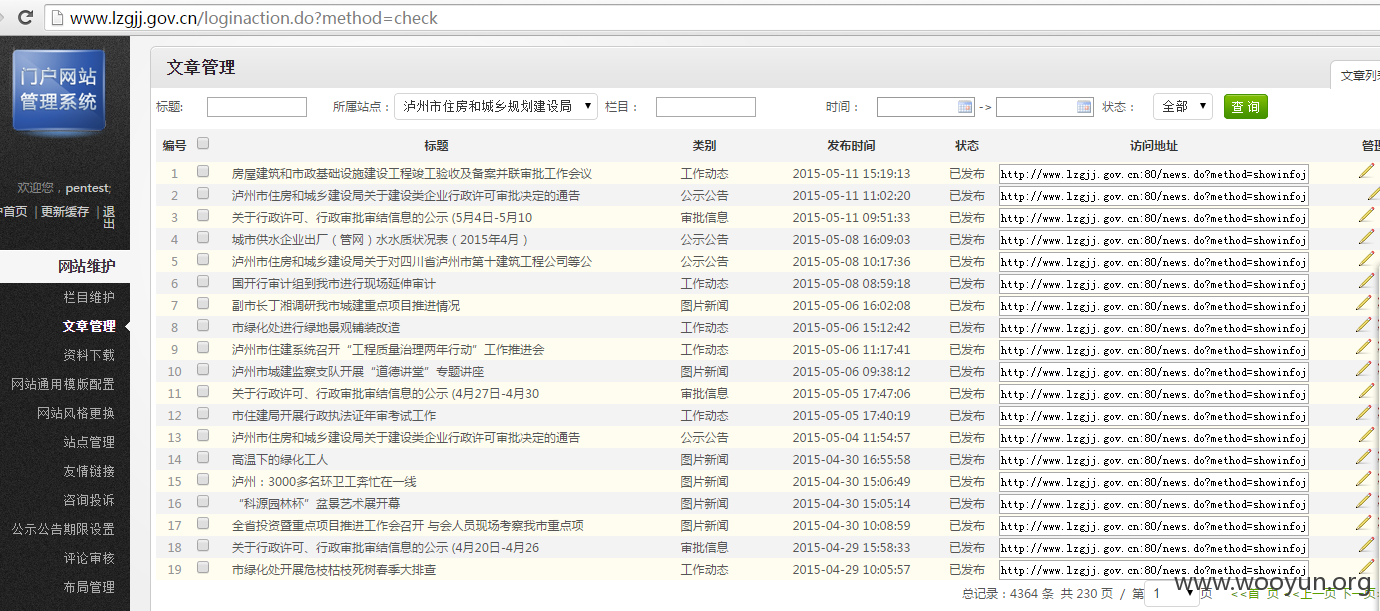 www.lzgjj.gov.cn/loginaction.do?method=check
门户网站
管理系统
欢迎您，pentest;
首页 | 更新缓存 | 退
出
网站维护
栏目维护
文章管理
资料下载
网站通用模版配置
网站风格更换
站点管理
友情链接
咨询投诉
公示公告期限设置
评论审核
布局管理
文章管理
文章列
标题: 所属站点： 泸州市住房和城乡规划建设局 栏目： 时间： -> 状态： 全部 查 询
编号 标题 类别 发布时间 状态 访问地址 管理
1 房屋建筑和市政基础设施建设工程竣工验收及备案并联审批工作会议 工作动态 2015-05-11 15:19:13 已发布 http://www.lzgjj.gov.cn:80/news.do?method=showinfoj
2 泸州市住房和城乡建设局关于建设类企业行政许可审批决定的通告 公示公告 2015-05-11 11:02:20 已发布 http://www.lzgjj.gov.cn:80/news.do?method=showinfoj
3 关于行政许可、行政审批审结信息的公示 (5月4日-5月10 审批信息 2015-05-11 09:51:33 已发布 http://www.lzgjj.gov.cn:80/news.do?method=showinfoj
4 城市供水企业出厂（管网）水水质状况表（2015年4月） 公示公告 2015-05-08 16:09:03 已发布 http://www.lzgjj.gov.cn:80/news.do?method=showinfoj
5 泸州市住房和城乡建设局关于对四川省泸州市第十建筑工程公司等公 公示公告 2015-05-08 10:17:36 已发布 http://www.lzgjj.gov.cn:80/news.do?method=showinfoj
6 国开行审计组到我市进行现场延伸审计 工作动态 2015-05-08 08:59:18 已发布 http://www.lzgjj.gov.cn:80/news.do?method=showinfoj
7 副市长丁湘调研我市城建重点项目推进情况 图片新闻 2015-05-06 16:02:08 已发布 http://www.lzgjj.gov.cn:80/news.do?method=showinfoj
8 市绿化处进行绿地景观铺装改造 工作动态 2015-05-06 15:12:42 已发布 http://www.lzgjj.gov.cn:80/news.do?method=showinfoj
9 泸州市住建系统召开“工程质量治理两年行动”工作推进会 工作动态 2015-05-06 11:17:41 已发布 http://www.lzgjj.gov.cn:80/news.do?method=showinfoj
10 泸州市城建监察支队开展“道德讲堂”专题讲座 图片新闻 2015-05-06 09:38:12 已发布 http://www.lzgjj.gov.cn:80/news.do?method=showinfoj
11 关于行政许可、行政审批审结信息的公示 (4月27日-4月30 审批信息 2015-05-05 17:47:06 已发布 http://www.lzgjj.gov.cn:80/news.do?method=showinfoj
12 市住建局开展行政执法证年审考试工作 工作动态 2015-05-05 17:40:19 已发布 http://www.lzgjj.gov.cn:80/news.do?method=showinfoj
13 泸州市住房和城乡建设局关于建设类企业行政许可审批决定的通告 公示公告 2015-05-04 11:54:57 已发布 http://www.lzgjj.gov.cn:80/news.do?method=showinfoj
14 高温下的绿化工人 图片新闻 2015-04-30 16:55:58 已发布 http://www.lzgjj.gov.cn:80/news.do?method=showinfoj
15 泸州：3000多名环卫工奔忙在一线 图片新闻 2015-04-30 15:06:49 已发布 http://www.lzgjj.gov.cn:80/news.do?method=showinfoj
16 “科源园林杯”盆景艺术展开幕 图片新闻 2015-04-30 15:05:14 已发布 http://www.lzgjj.gov.cn:80/news.do?method=showinfoj
17 全省投资暨重点项目推进工作会召开 与会人员现场考察我市重点项 图片新闻 2015-04-30 10:08:59 已发布 http://www.lzgjj.gov.cn:80/news.do?method=showinfoj
18 关于行政许可、行政审批审结信息的公示 (4月20日-4月26 审批信息 2015-04-29 15:58:33 已发布 http://www.lzgjj.gov.cn:80/news.do?method=showinfoj
19 市绿化处开展危枝枯枝死树春季大排查 工作动态 2015-04-29 10:05:57 已发布 http://www.lzgjj.gov.cn:80/news.do?method=showinfoj
总记录：4364 条 共 230 页 / 第 1 页 <<首 页 <上一页 下一页
www.wooyun.org